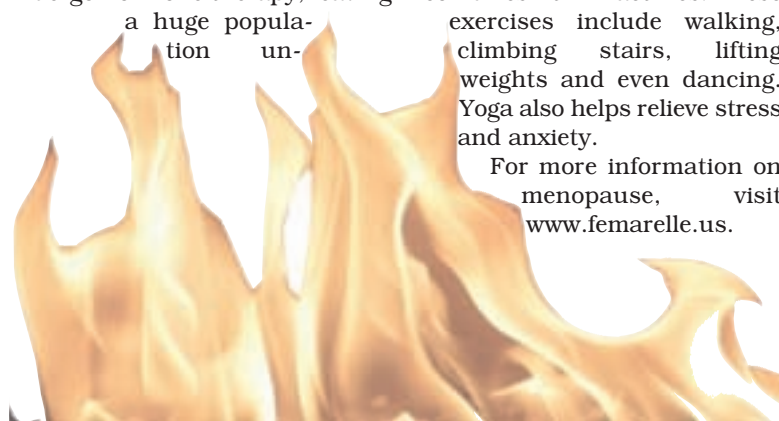 a huge popula-
tion un-
exercises include walking,
climbing stairs, lifting
weights and even dancing.
Yoga also helps relieve stress
and anxiety.
For more information on
menopause, visit
www.femarelle.us.